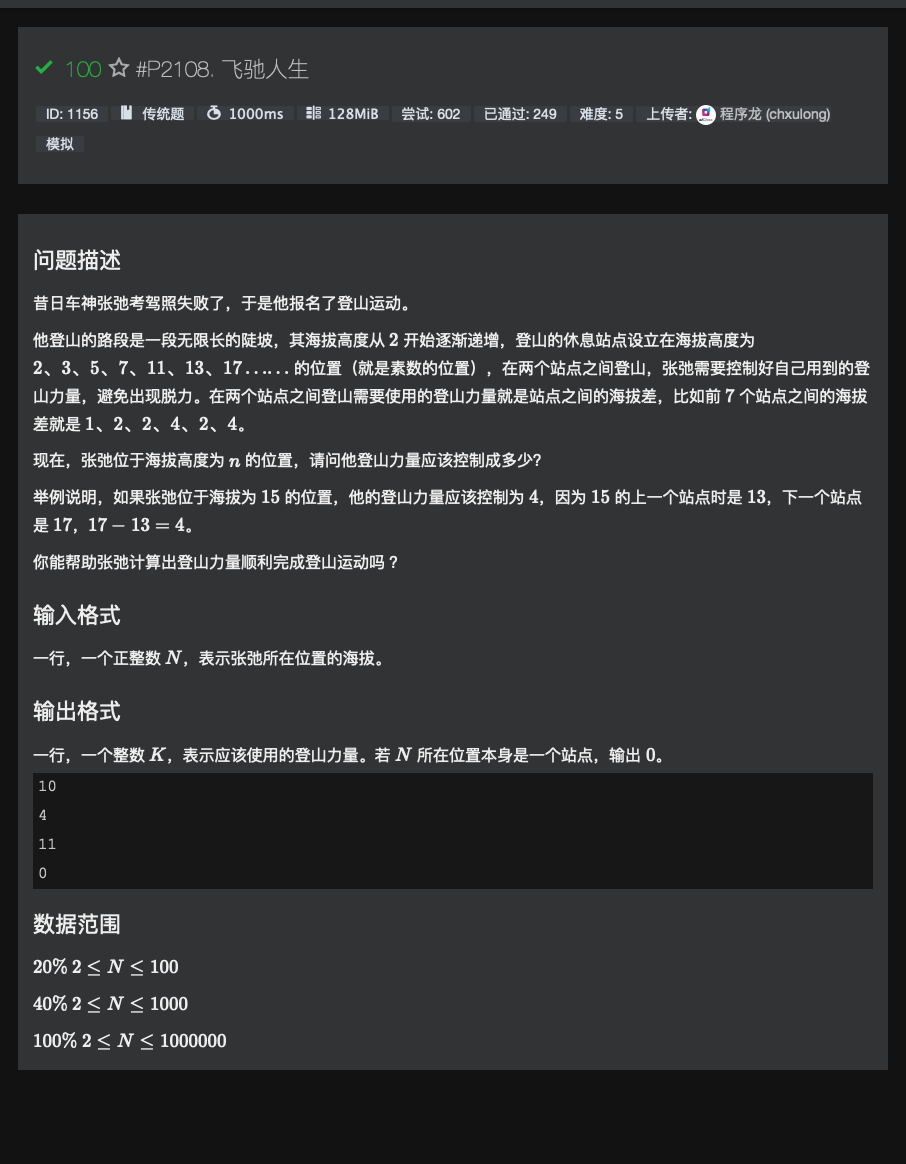 100 #P2108. 飞驰人生
ID: 1156 传统题 1000ms 128MiB 尝试: 602 已通过: 249 难度: 5 上传者: 程序龙 (chxulong)
模拟
问题描述
昔日车神张弛考驾照失败了，于是他报名了登山运动。
他登山的路段是一段无限长的陡坡，其海拔高度从 2 开始逐渐递增，登山的休息站点设立在海拔高度为
2、3、5、7、11、13、17…… 的位置（就是素数的位置），在两个站点之间登山，张弛需要控制好自己用到的登
山力量，避免出现脱力。在两个站点之间登山需要使用的登山力量就是站点之间的海拔差，比如前 7 个站点之间的海拔
差就是 1、2、2、4、2、4。
现在，张弛位于海拔高度为 n 的位置，请问他登山力量应该控制成多少?
举例说明，如果张弛位于海拔为 15 的位置，他的登山力量应该控制为 4，因为 15 的上一个站点时是 13，下一个站点
是 17，17 − 13 = 4。
你能帮助张弛计算出登山力量顺利完成登山运动吗？
输入格式
一行，一个正整数 N，表示张弛所在位置的海拔。
输出格式
一行，一个整数 K，表示应该使用的登山力量。若 N 所在位置本身是一个站点，输出 0。
10
4
11
0
数据范围
20% 2 ≤ N ≤ 100
40% 2 ≤ N ≤ 1000
100% 2 ≤ N ≤ 1000000